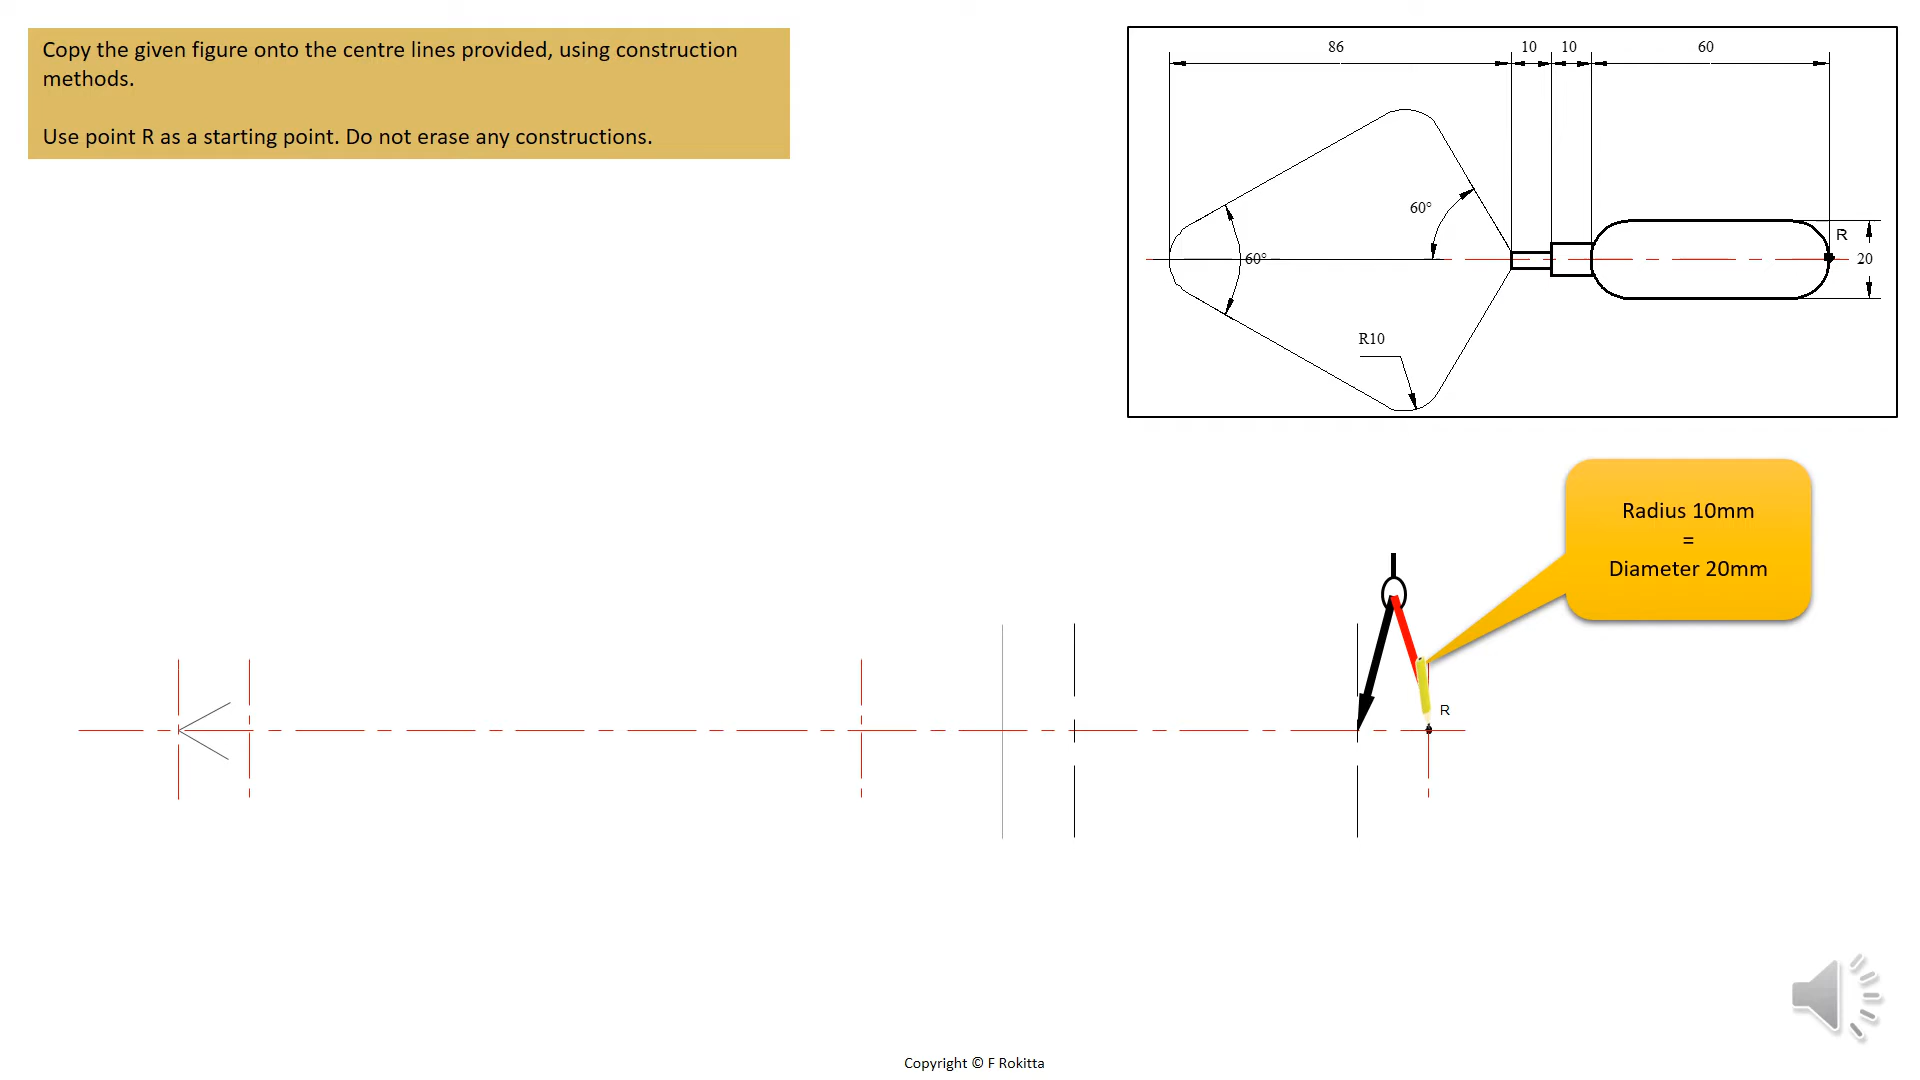 Copy the given figure onto the centre lines provided, using construction
methods.
Use point R as a starting point. Do not erase any constructions.
86
10
10
60
60°
60°
R
20
R10
Radius 10mm
=
Diameter 20mm
R
Copyright © F Rokitta